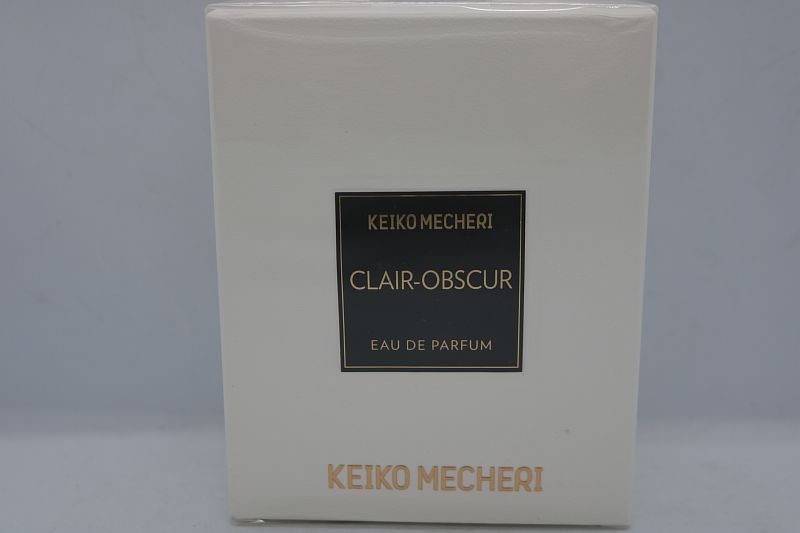 KEIKO MECHERI
CLAIR-OBSCUR
EAU DE PARFUM
KEIKO MECHERI